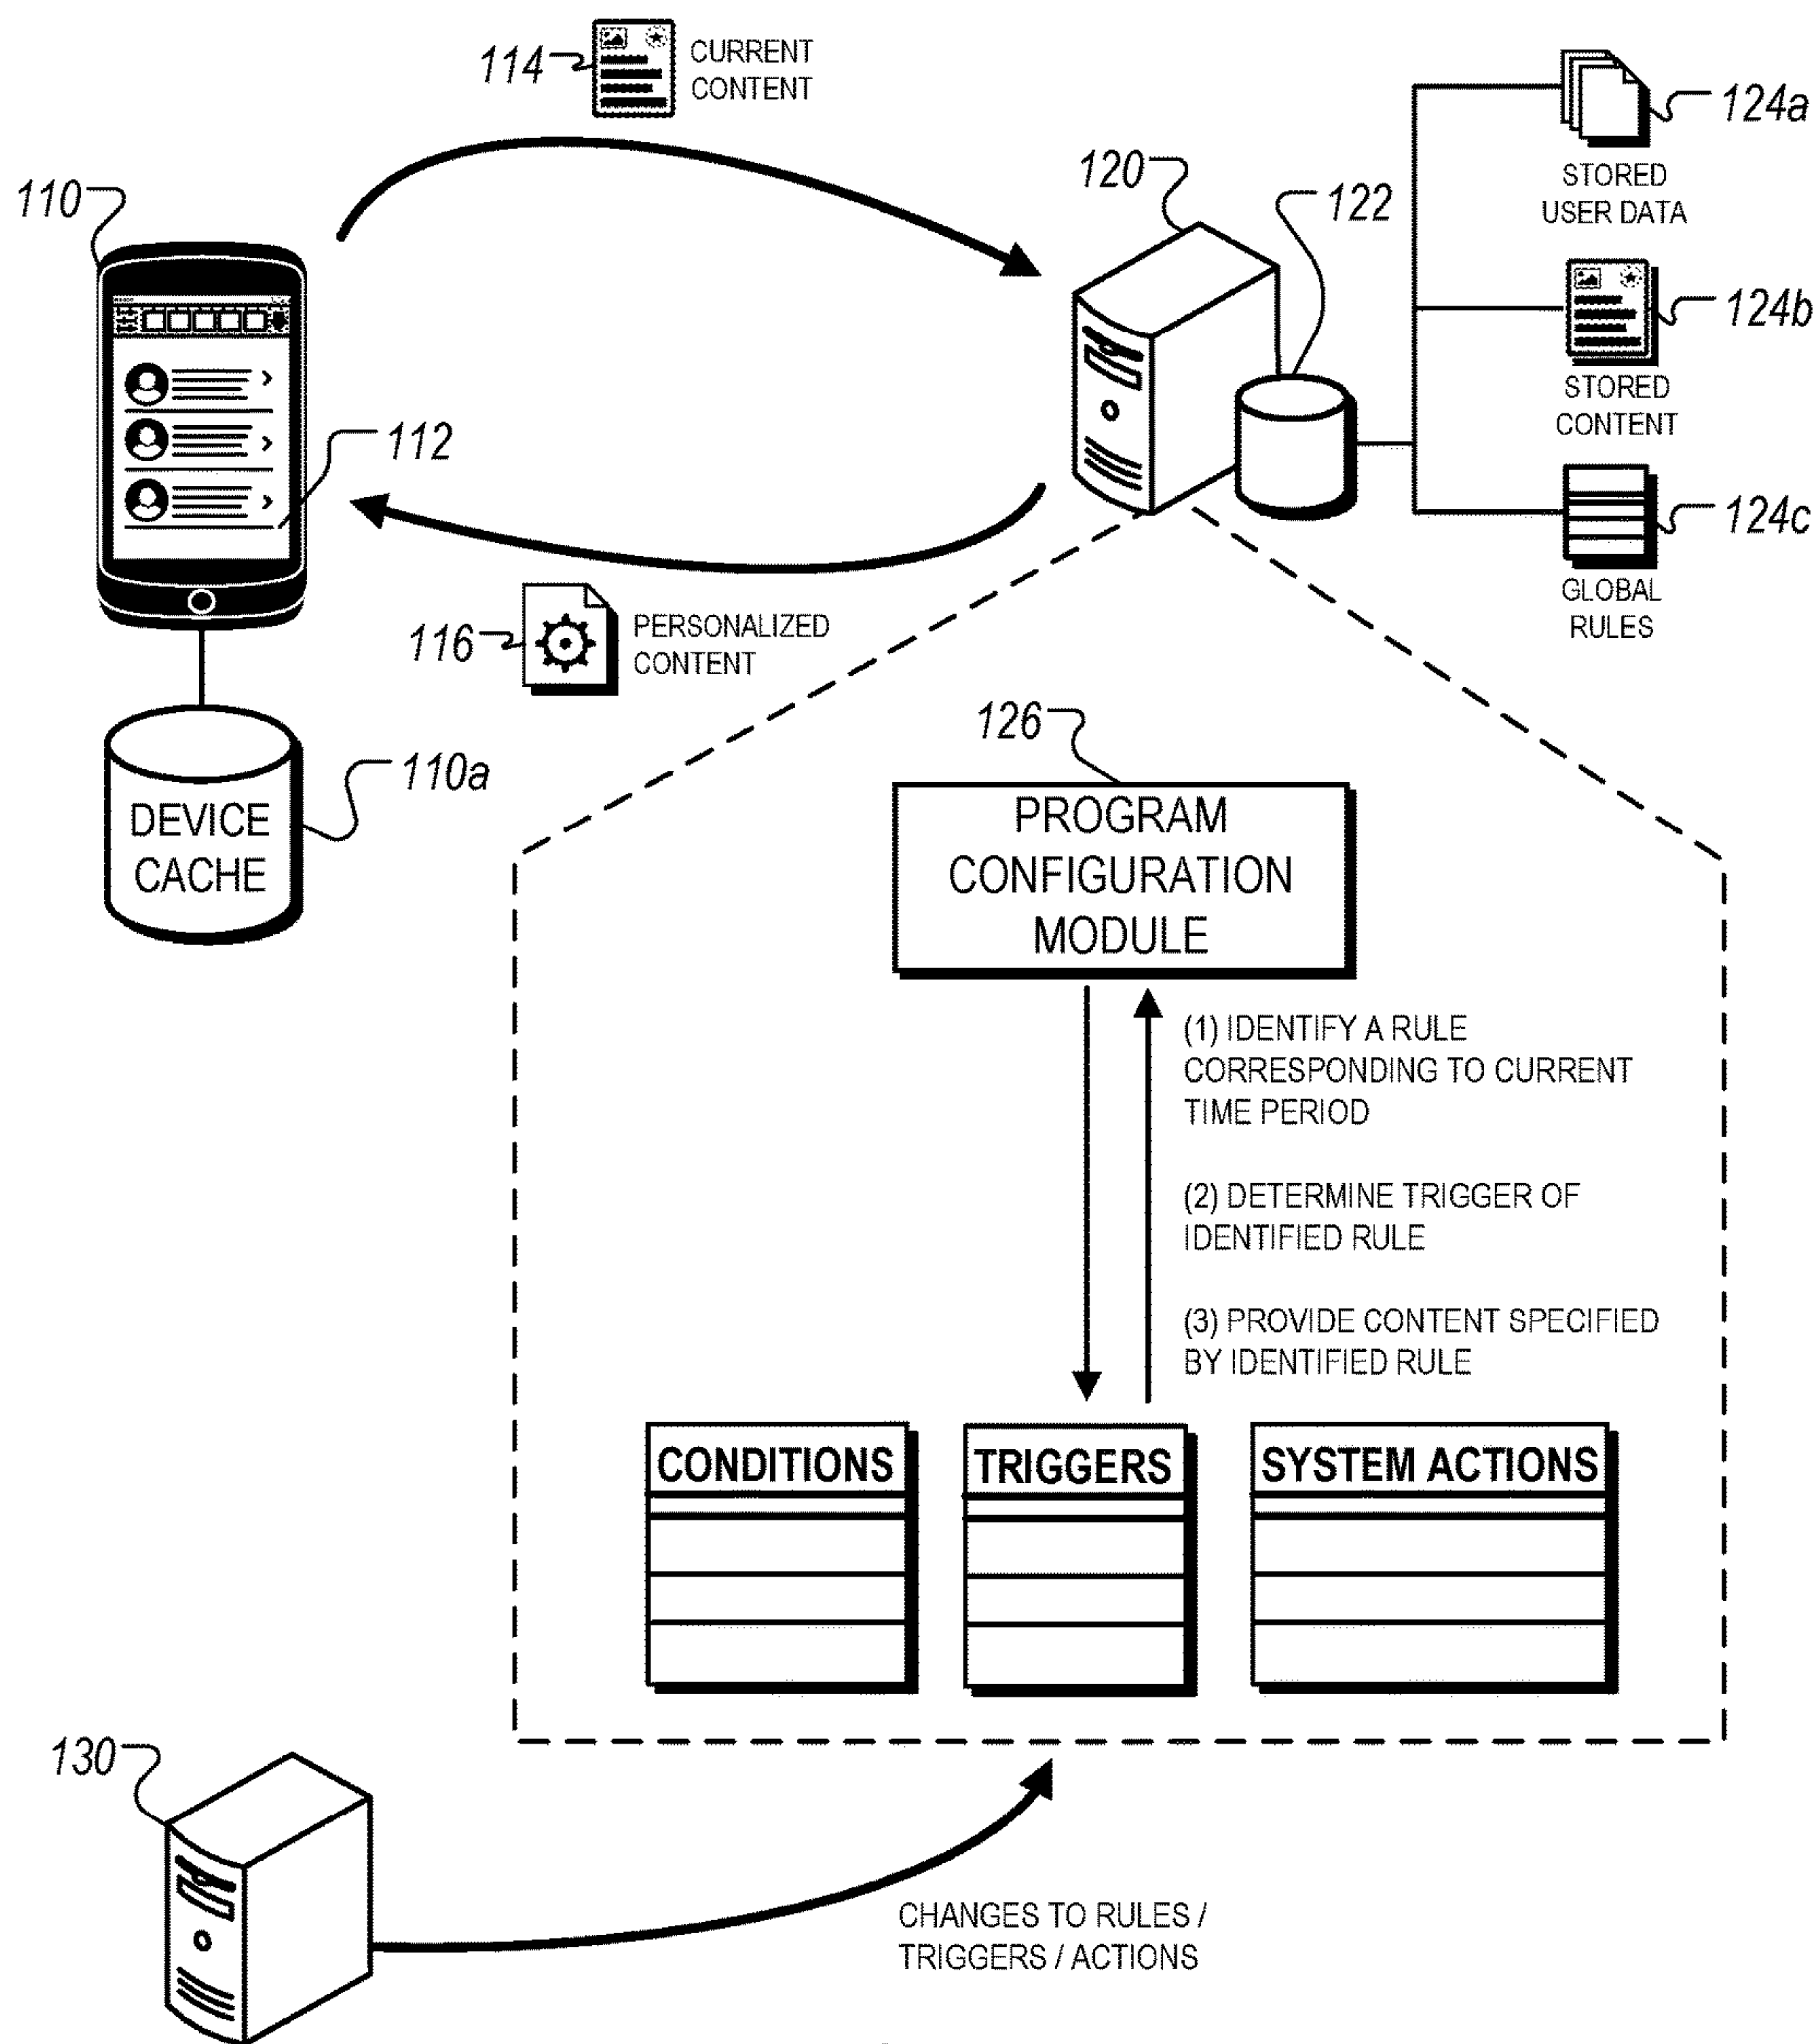 114
CURRENT
CONTENT
110
120
122
124a
STORED
USER DATA
124b
STORED
CONTENT
124c
GLOBAL
RULES
112
116
PERSONALIZED
CONTENT
110a
DEVICE
CACHE
126
PROGRAM
CONFIGURATION
MODULE
(1) IDENTIFY A RULE
CORRESPONDING TO CURRENT
TIME PERIOD
(2) DETERMINE TRIGGER OF
IDENTIFIED RULE
(3) PROVIDE CONTENT SPECIFIED
BY IDENTIFIED RULE
CONDITIONS
TRIGGERS
SYSTEM ACTIONS
130
CHANGES TO RULES /
TRIGGERS / ACTIONS